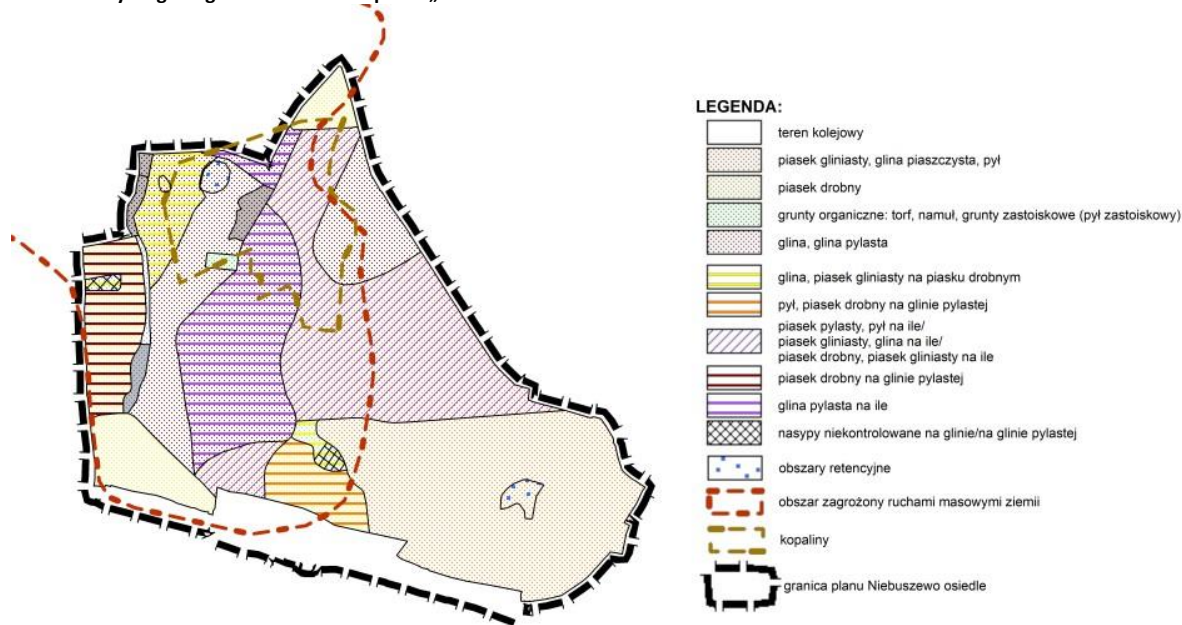 LEGENDA:
teren kolejowy
piasek gliniasty, glina piaszczysta, pył
piasek drobny
grunty organiczne: torf, namuł, grunty zastoiskowe (pył zastoiskowy)
glina, glina pylasta
glina, piasek gliniasty na piasku drobnym
pył, piasek drobny na glinie pylastej
piasek pylasty, pył na ile/
piasek gliniasty, glina na ile/
piasek drobny, piasek gliniasty na ile
piasek drobny na glinie pylastej
glina pylasta na ile
nasypy niekontrolowane na glinie/na glinie pylastej
obszary retencyjne
obszar zagrożony ruchami masowymi ziemii
kopaliny
granica planu Niebuszewo osiedle